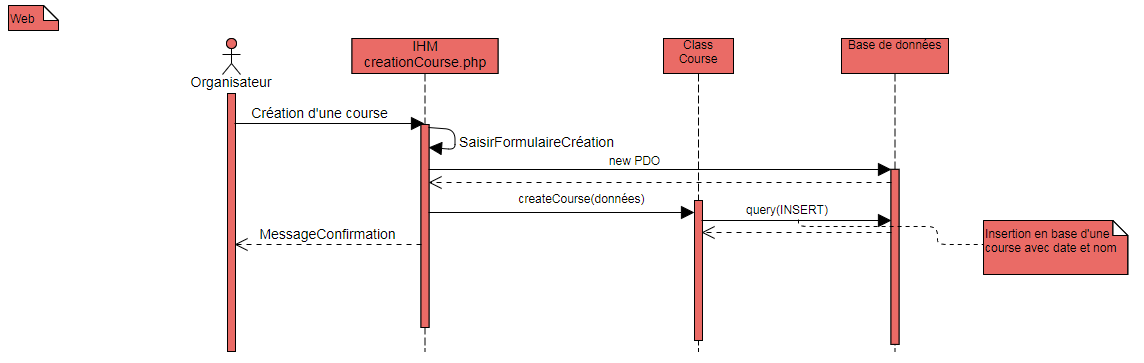 Web
Organisateur
IHM
creationCourse.php
Class
Course
Base de données
Création d'une course
SaisirFormulaireCréation
new PDO
createCourse(données)
query(INSERT)
MessageConfirmation
Insertion en base d'une
course avec date et nom